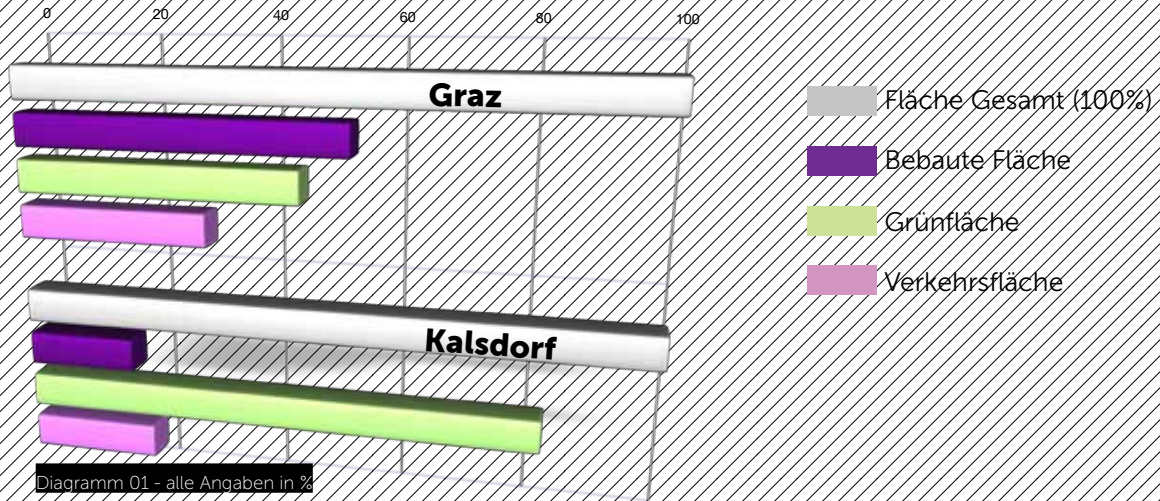 0 20 40 60 80 100
Graz
Kalsdorf
Fläche Gesamt (100%)
Bebaute Fläche
Grünfläche
Verkehrsfläche
Diagramm 01 - alle Angaben in %